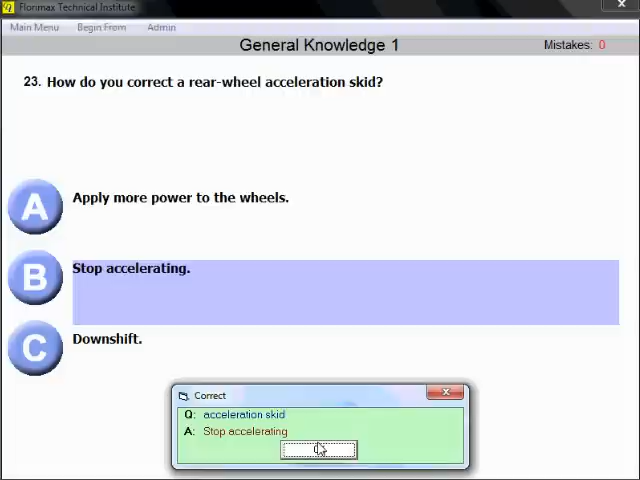 Florimax Technical Institute
Main Menu Begin From Admin
General Knowledge 1 Mistakes: 0
23. How do you correct a rear-wheel acceleration skid?
A Apply more power to the wheels.
B Stop accelerating.
C Downshift.
Correct
Q: acceleration skid
A: Stop accelerating